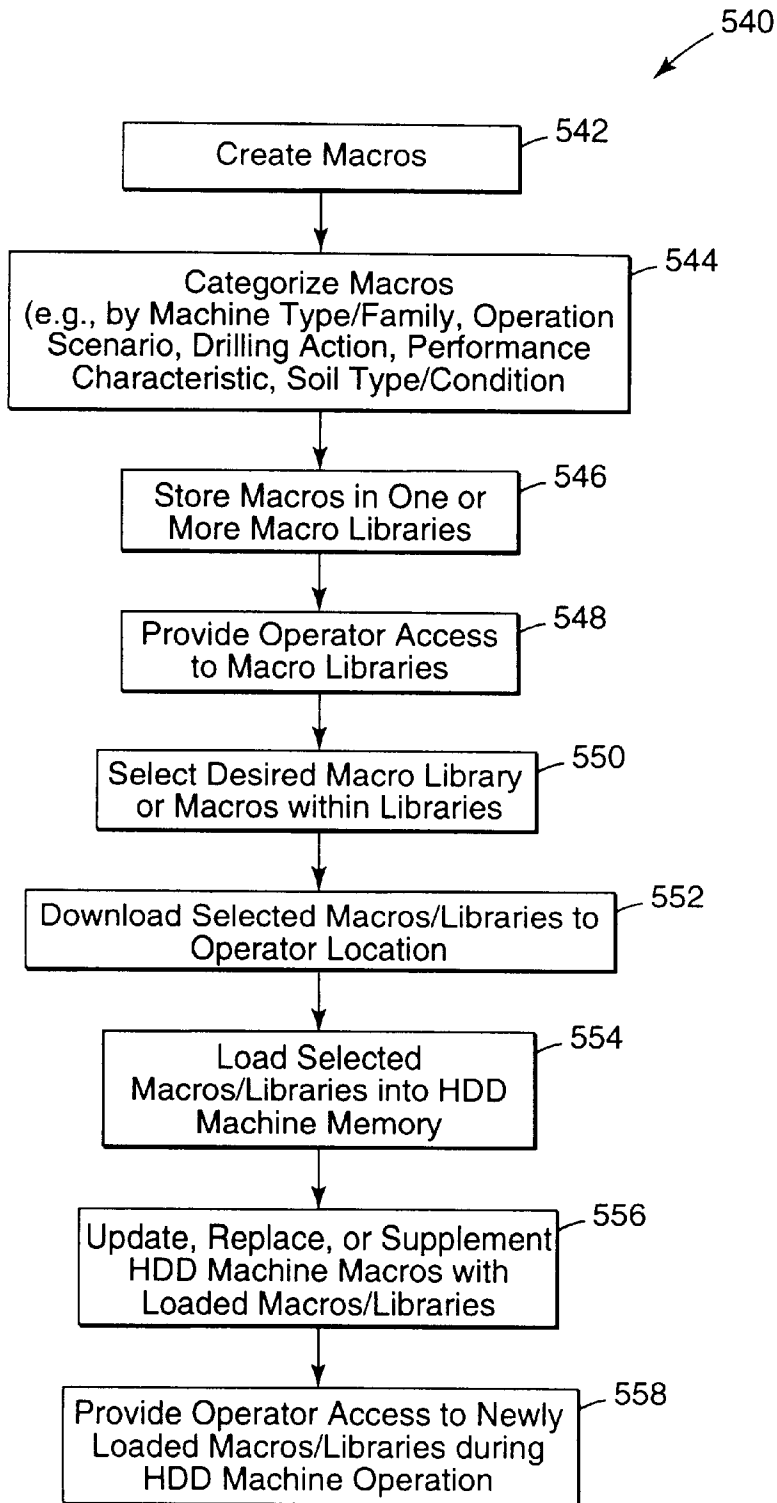 540
542
Create Macros
544
Categorize Macros
(e.g., by Machine Type/Family, Operation
Scenario, Drilling Action, Performance
Characteristic, Soil Type/Condition
546
Store Macros in One or
More Macro Libraries
548
Provide Operator Access
to Macro Libraries
550
Select Desired Macro Library
or Macros within Libraries
552
Download Selected Macros/Libraries to
Operator Location
554
Load Selected
Macros/Libraries into HDD
Machine Memory
556
Update, Replace, or Supplement
HDD Machine Macros with
Loaded Macros/Libraries
558
Provide Operator Access to Newly
Loaded Macros/Libraries during
HDD Machine Operation